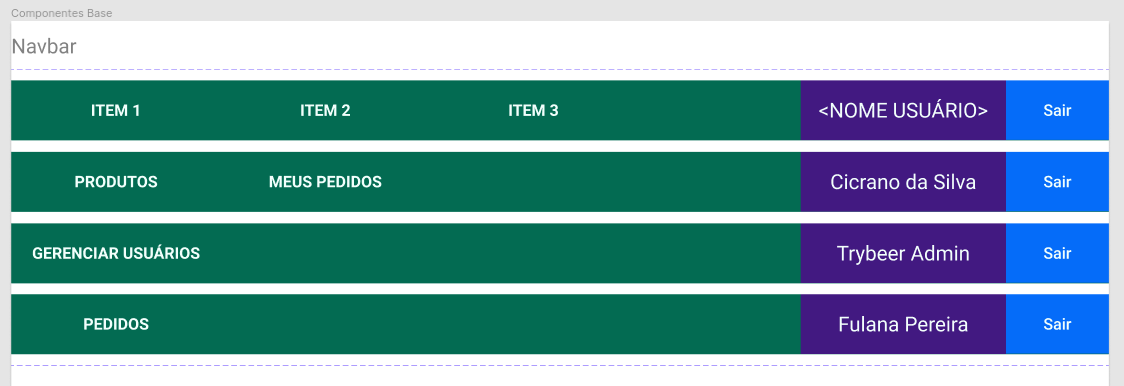 Componentes Base
Navbar
ITEM 1 ITEM 2 ITEM 3 <NOME USUÁRIO> Sair
PRODUTOS MEUS PEDIDOS Cicrano da Silva Sair
GERENCIAR USUÁRIOS Trybeer Admin Sair
PEDIDOS Fulana Pereira Sair